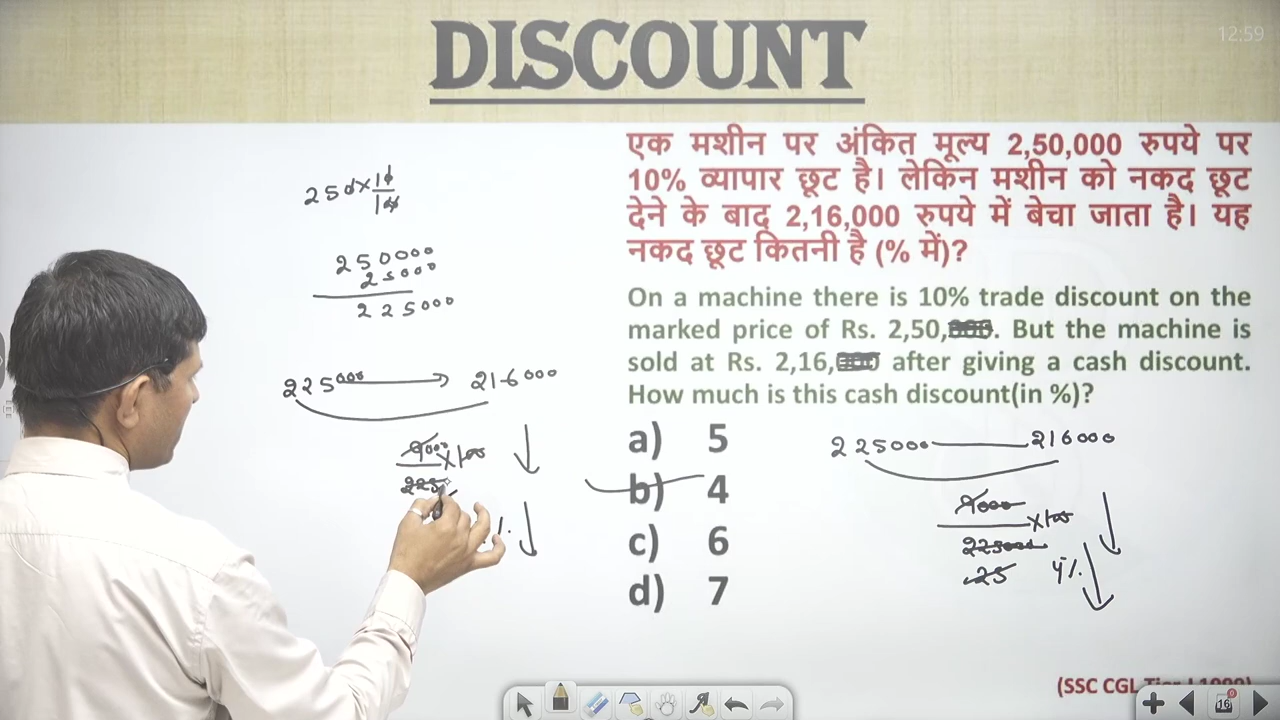 DISCOUNT
12:59
एक मशीन पर अंकित मूल्य 2,50,000 रुपये पर
10% व्यापार छूट है। लेकिन मशीन को नकद छूट
देने के बाद 2,16,000 रुपये में बेचा जाता है। यह
नकद छूट कितनी है (% में)?
On a machine there is 10% trade discount on the
marked price of Rs. 2,50,. But the machine is
sold at Rs. 2,16, after giving a cash discount.
How much is this cash discount(in %)?
a) 5
b) 4
c) 6
d) 7
250000
25000
225000
225000 216000
9000
×100
225000 216000
9000
×100
225000
25
4%
(SSC CGL
16